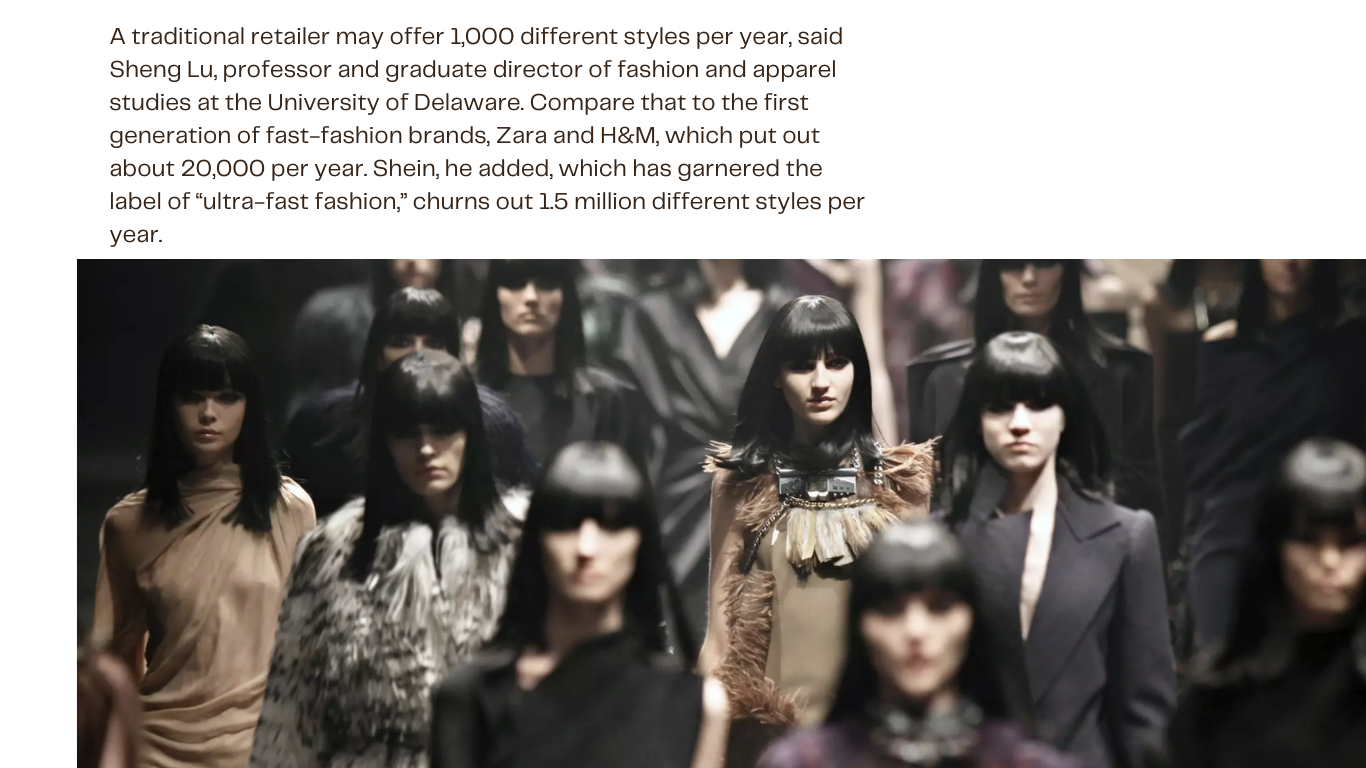 A traditional retailer may offer 1,000 different styles per year, said
Sheng Lu, professor and graduate director of fashion and apparel
studies at the University of Delaware. Compare that to the first
generation of fast-fashion brands, Zara and H&M, which put out
about 20,000 per year. Shein, he added, which has garnered the
label of “ultra-fast fashion,” churns out 1.5 million different styles per
year.